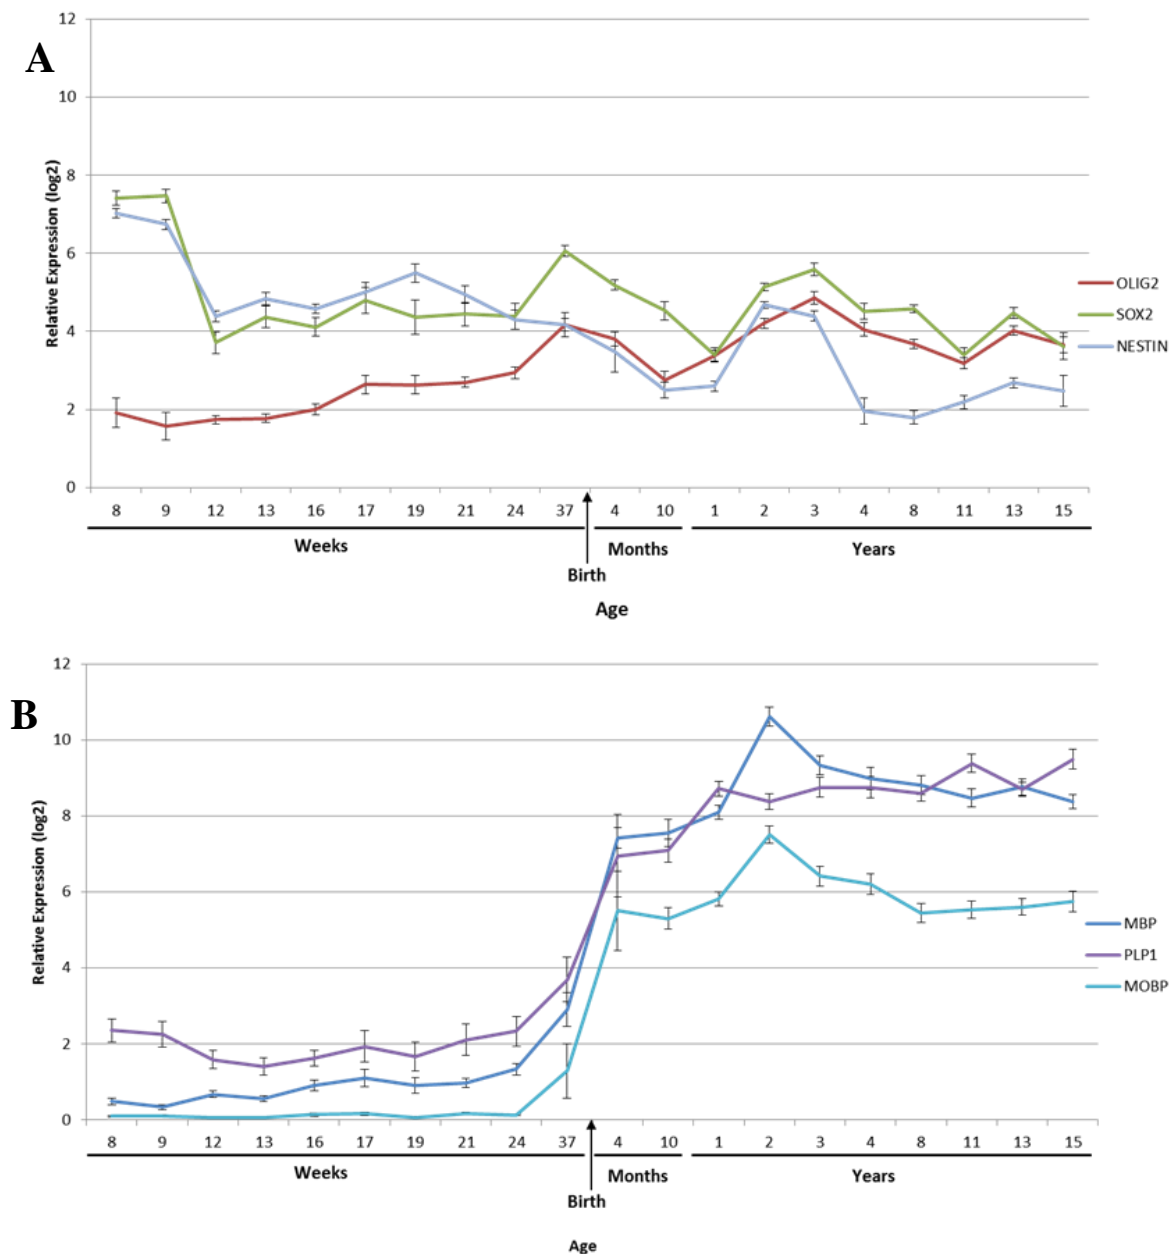 A
Relative Expression (log2)
12
10
8
6
4
2
0
OLIG2
SOX2
NESTIN
8 9 12 13 16 17 19 21 24 37 4 10 1 2 3 4 8 11 13 15
Weeks Months Years
Birth
Age
B
Relative Expression (log2)
12
10
8
6
4
2
0
MBP
PLP1
MOBP
8 9 12 13 16 17 19 21 24 37 4 10 1 2 3 4 8 11 13 15
Weeks Months Years
Birth
Age